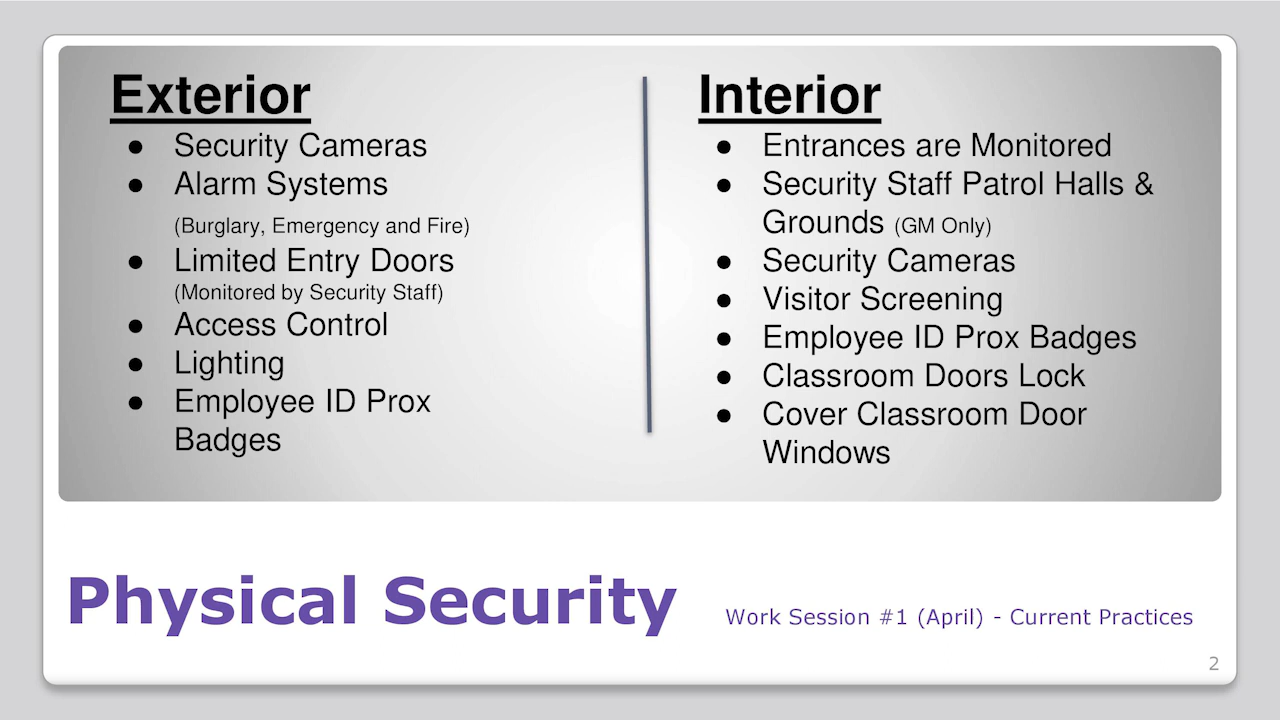 Exterior
● Security Cameras
● Alarm Systems
(Burglary, Emergency and Fire)
● Limited Entry Doors
(Monitored by Security Staff)
● Access Control
● Lighting
● Employee ID Prox
Badges
Interior
● Entrances are Monitored
● Security Staff Patrol Halls &
Grounds (GM Only)
● Security Cameras
● Visitor Screening
● Employee ID Prox Badges
● Classroom Doors Lock
● Cover Classroom Door
Windows
Physical Security
Work Session #1 (April) - Current Practices
2